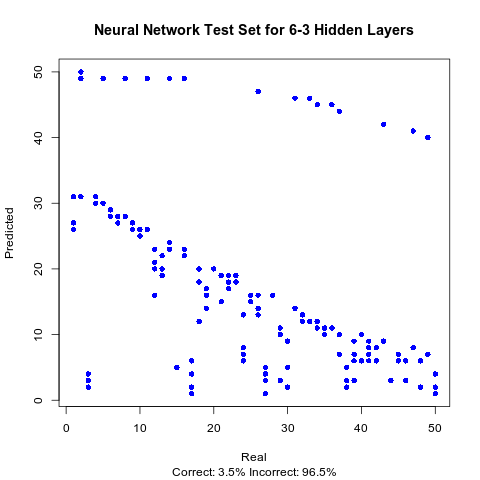 Neural Network Test Set for 6-3 Hidden Layers
Predicted
50
40
30
20
10
0
0 10 20 30 40 50
Real
Correct: 3.5% Incorrect: 96.5%